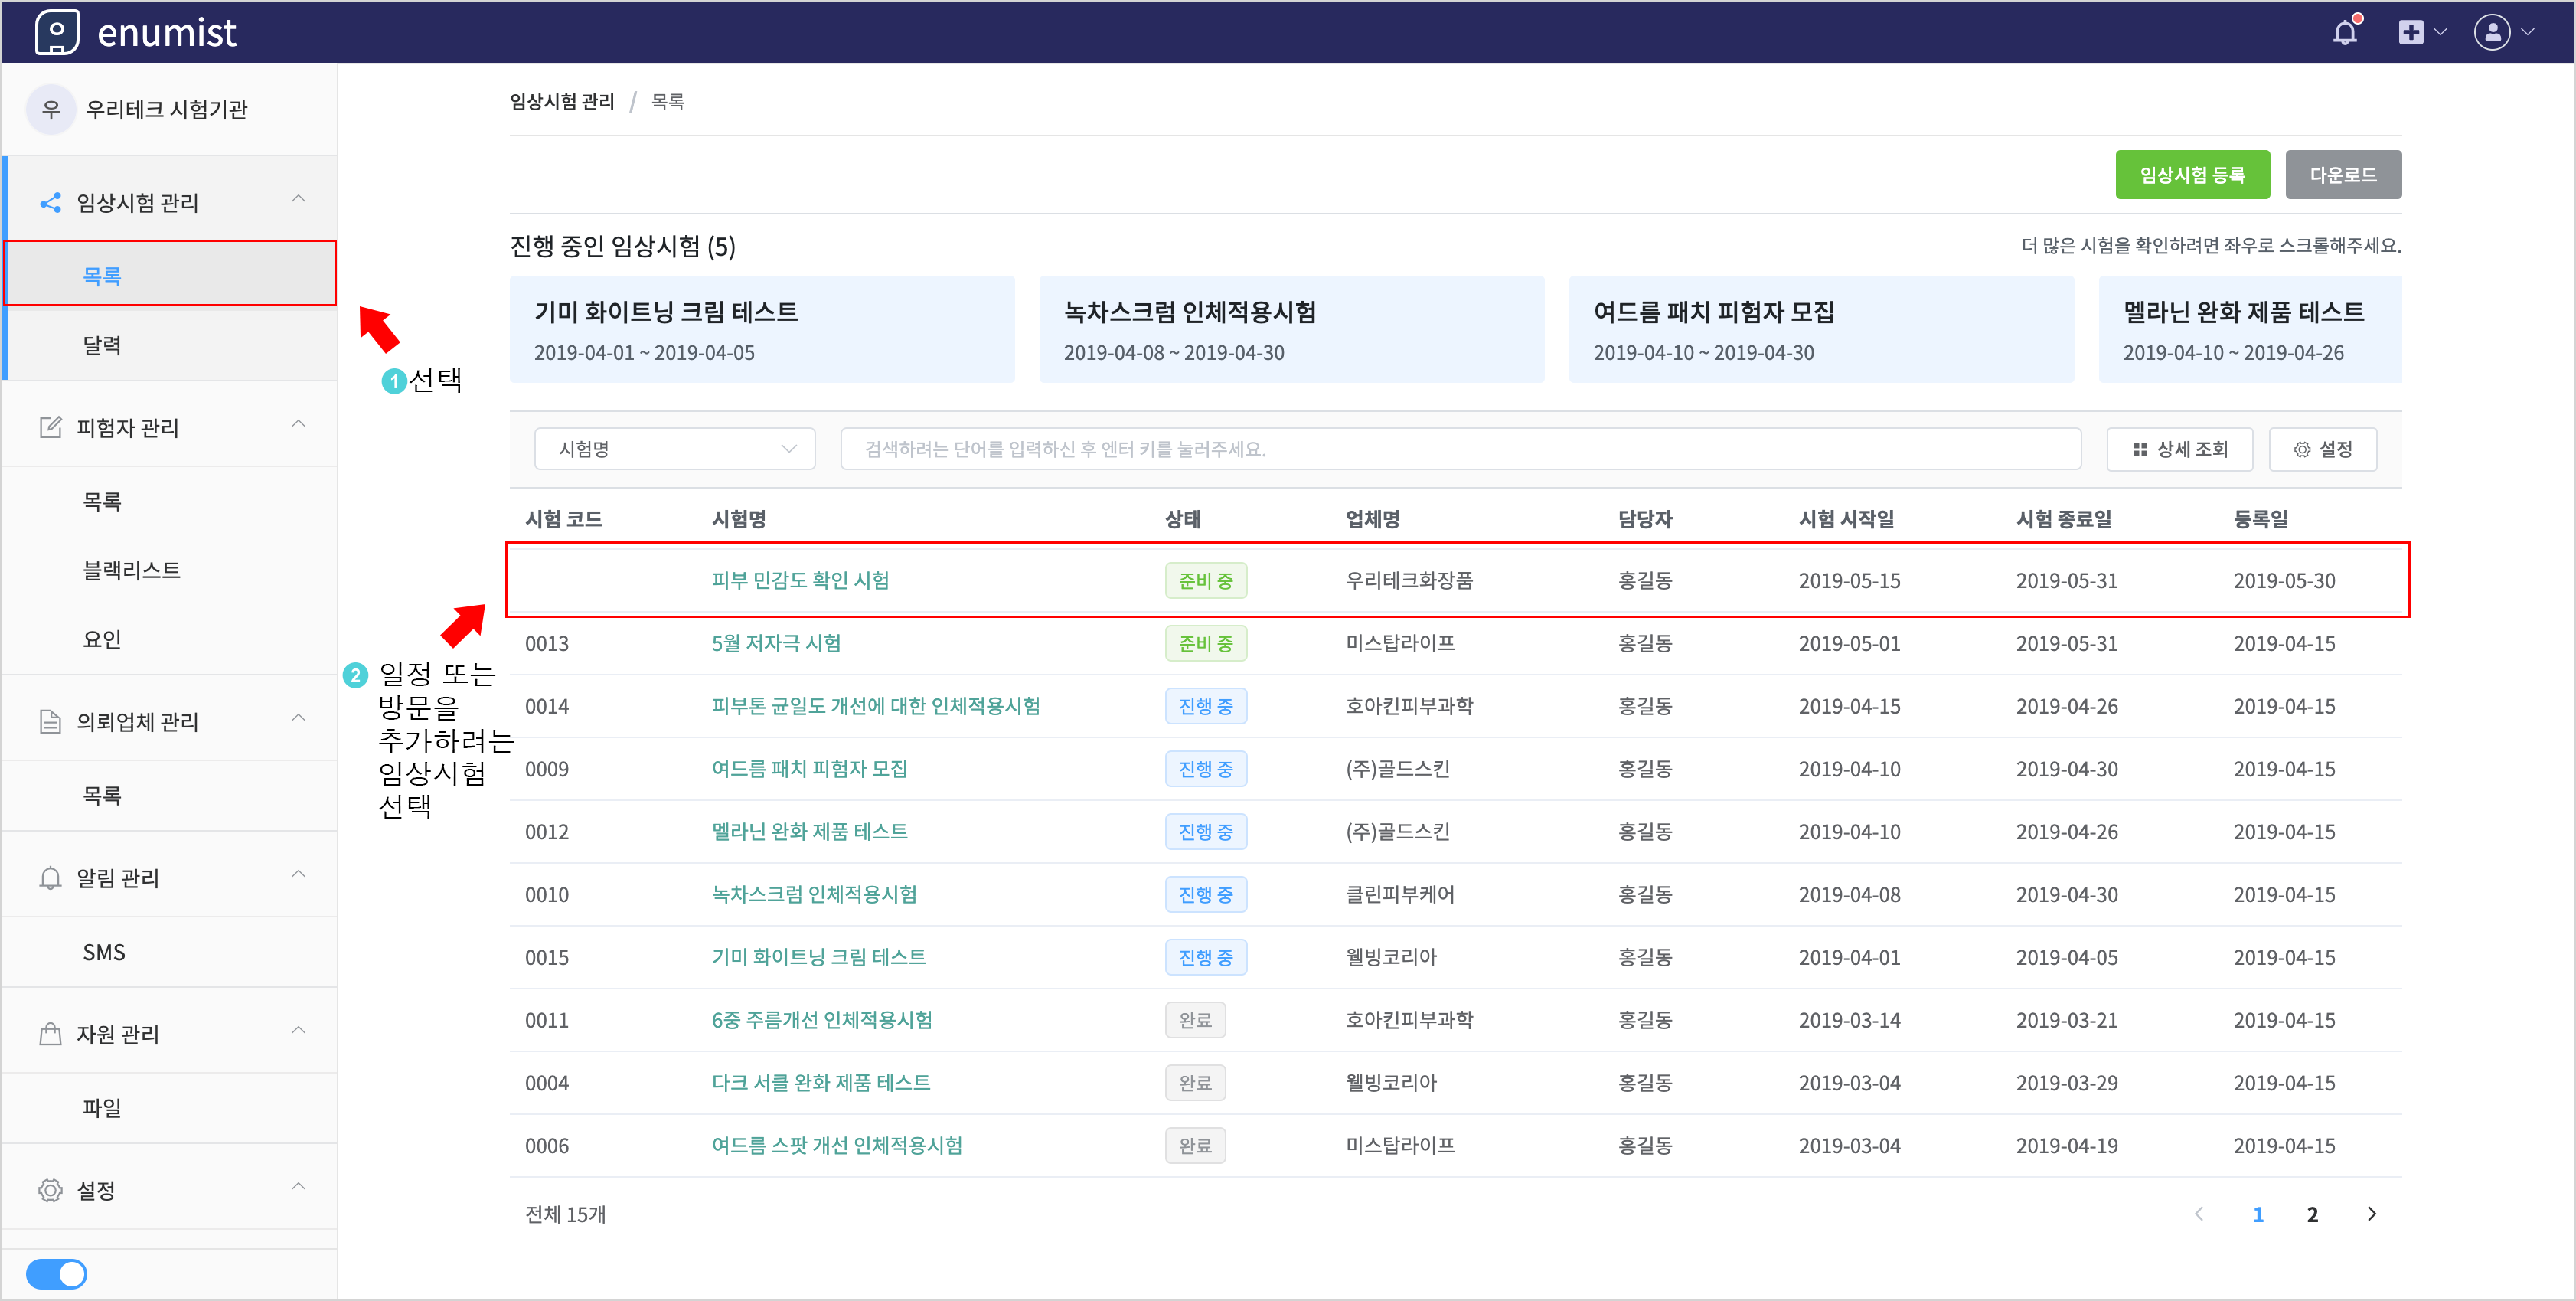 enumist
우 우리테크 시험기관
임상시험 관리
목록
달력
피험자 관리
목록
블랙리스트
요인
의뢰업체 관리
목록
알림 관리
SMS
자원 관리
파일
설정
1 선택
2 일정 또는
방문을
추가하려는
임상시험
선택
임상시험 관리 / 목록
임상시험 등록 다운로드
진행 중인 임상시험 (5) 더 많은 시험을 확인하려면 좌우로 스크롤해주세요.
기미 화이트닝 크림 테스트
2019-04-01 ~ 2019-04-05
녹차스크럼 인체적용시험
2019-04-08 ~ 2019-04-30
여드름 패치 피험자 모집
2019-04-10 ~ 2019-04-30
멜라닌 완화 제품 테스트
2019-04-10 ~ 2019-04-26
시험명 검색하려는 단어를 입력하신 후 엔터 키를 눌러주세요. 상세 조회 설정
시험 코드 시험명 상태 업체명 담당자 시험 시작일 시험 종료일 등록일
피부 민감도 확인 시험 준비 중 우리테크화장품 홍길동 2019-05-15 2019-05-31 2019-05-30
0013 5월 저자극 시험 준비 중 미스탑라이프 홍길동 2019-05-01 2019-05-31 2019-04-15
0014 피부톤 균일도 개선에 대한 인체적용시험 진행 중 호아킨피부과학 홍길동 2019-04-15 2019-04-26 2019-04-15
0009 여드름 패치 피험자 모집 진행 중 (주)골드스킨 홍길동 2019-04-10 2019-04-30 2019-04-15
0012 멜라닌 완화 제품 테스트 진행 중 (주)골드스킨 홍길동 2019-04-10 2019-04-26 2019-04-15
0010 녹차스크럼 인체적용시험 진행 중 클린피부케어 홍길동 2019-04-08 2019-04-30 2019-04-15
0015 기미 화이트닝 크림 테스트 진행 중 웰빙코리아 홍길동 2019-04-01 2019-04-05 2019-04-15
0011 6중 주름개선 인체적용시험 완료 호아킨피부과학 홍길동 2019-03-14 2019-03-21 2019-04-15
0004 다크 서클 완화 제품 테스트 완료 웰빙코리아 홍길동 2019-03-04 2019-03-29 2019-04-15
0006 여드름 스팟 개선 인체적용시험 완료 미스탑라이프 홍길동 2019-03-04 2019-04-19 2019-04-15
전체 15개 1 2